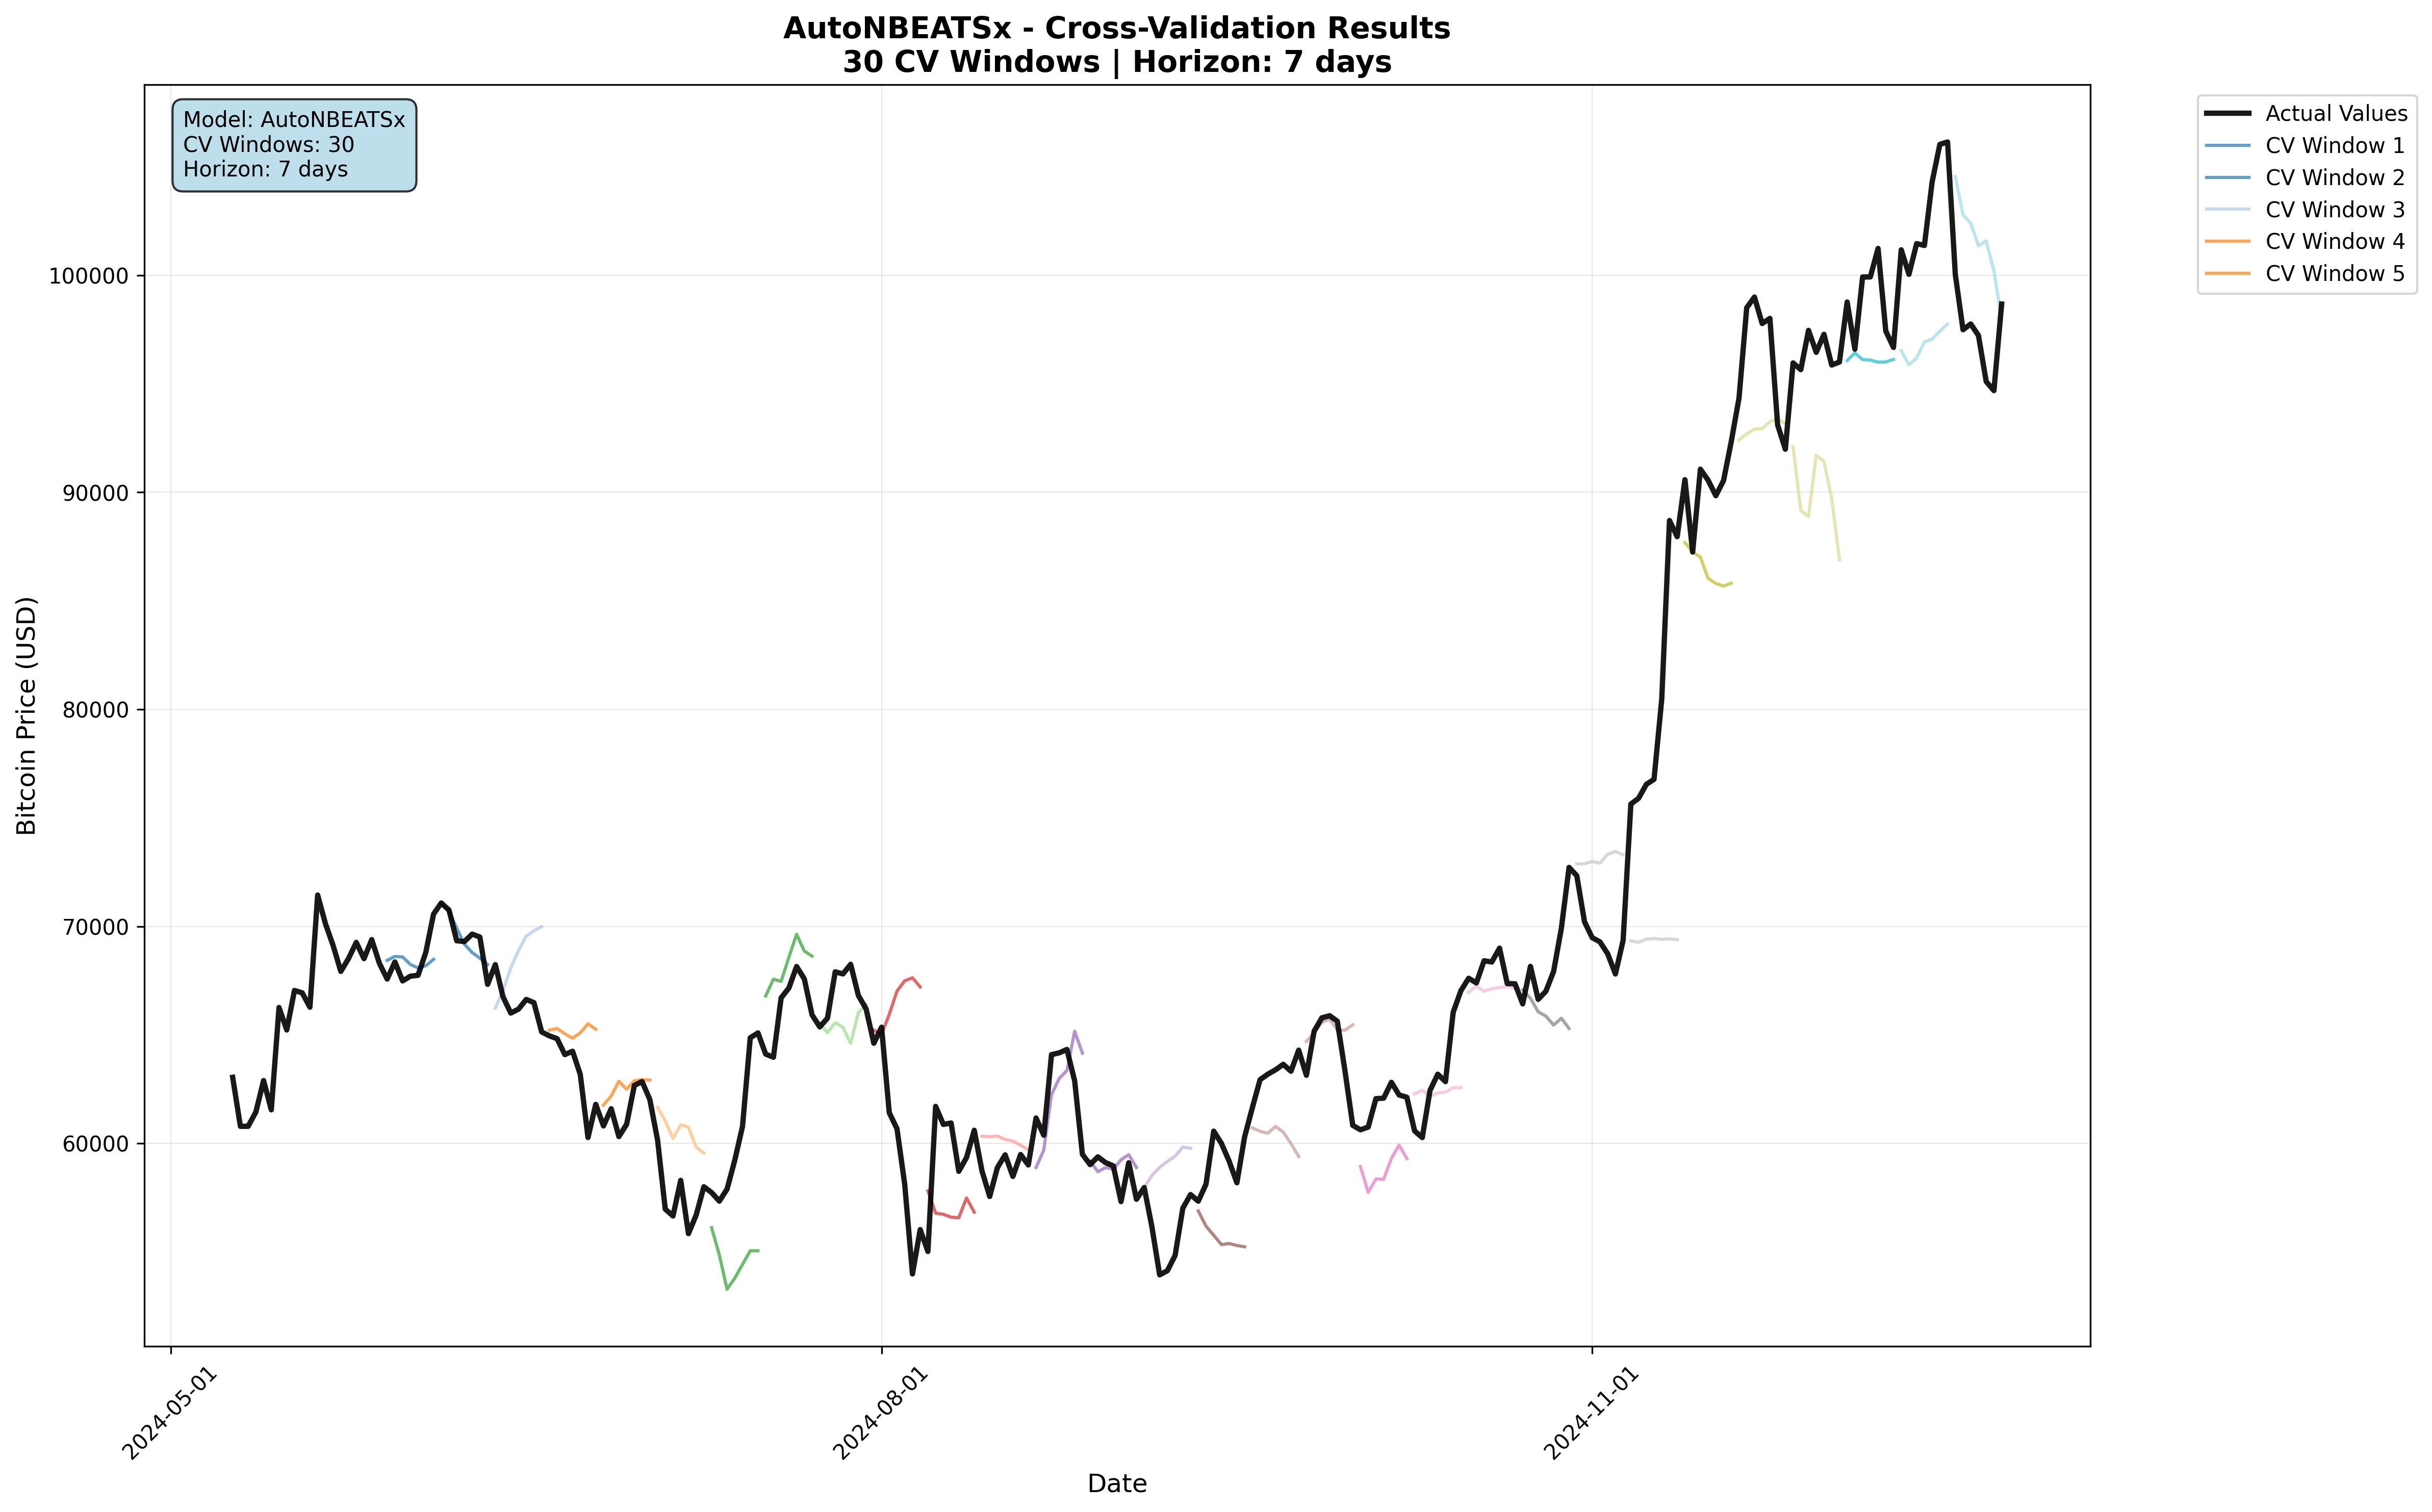 AutoNBEATSx - Cross-Validation Results
30 CV Windows | Horizon: 7 days
Model: AutoNBEATSx
CV Windows: 30
Horizon: 7 days
Actual Values
CV Window 1
CV Window 2
CV Window 3
CV Window 4
CV Window 5
Bitcoin Price (USD)
100000
90000
80000
70000
60000
2024-05-01
2024-08-01
2024-11-01
Date